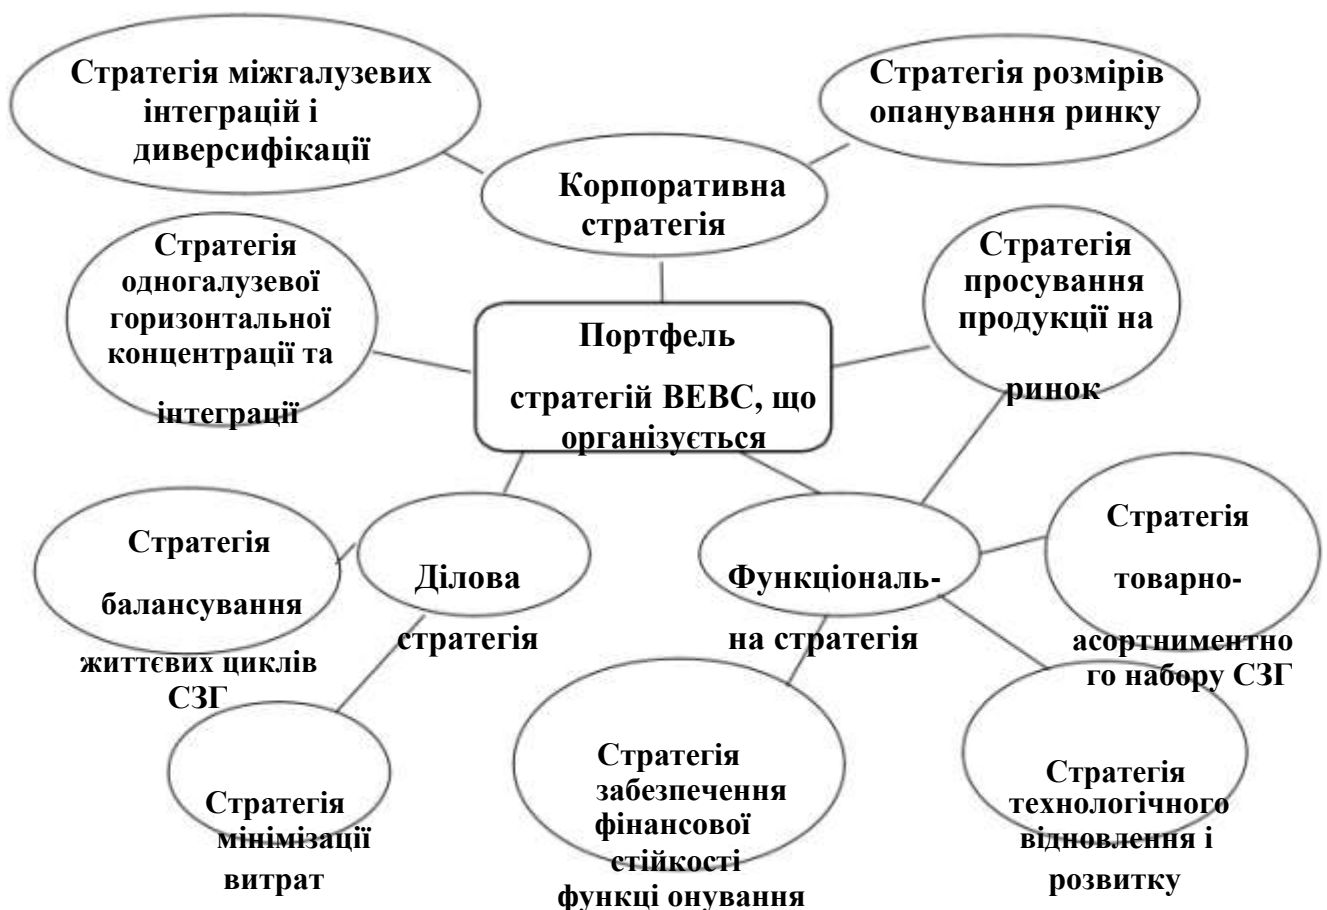 Стратегія міжгалузевих
інтеграцій і
диверсифікації
Стратегія розмірів
опанування ринку
Корпоративна
стратегія
Стратегія
одногалузевої
горизонтальної
концентрації та
інтеграції
Портфель
стратегій ВЕВС, що
організується
Стратегія
просування
продукції на
ринок
Стратегія
балансування
життєвих циклів
СЗГ
Ділова
стратегія
Функціональ-
на стратегія
Стратегія
товарно-
асортниментно
го набору СЗГ
Стратегія
мінімізації
витрат
Стратегія
забезпечення
фінансової
стійкості
функці онування
Стратегія
технологічного
відновлення і
розвитку